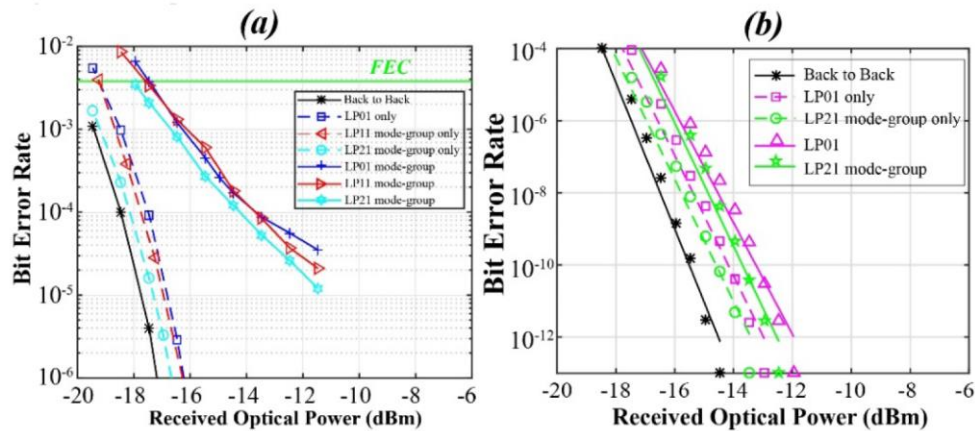 (a)
Bit Error Rate
10-2
10-3
10-4
10-5
10-6
FEC
Back to Back
LP01 only
LP11 mode-group only
LP21 mode-group only
LP01 mode-group
LP11 mode-group
LP21 mode-group
-20 -18 -16 -14 -12 -10 -8 -6
Received Optical Power (dBm)
(b)
Bit Error Rate
10-4
10-6
10-8
10-10
10-12
Back to Back
LP01 only
LP21 mode-group only
LP01
LP21 mode-group
-20 -18 -16 -14 -12 -10 -8 -6
Received Optical Power (dBm)